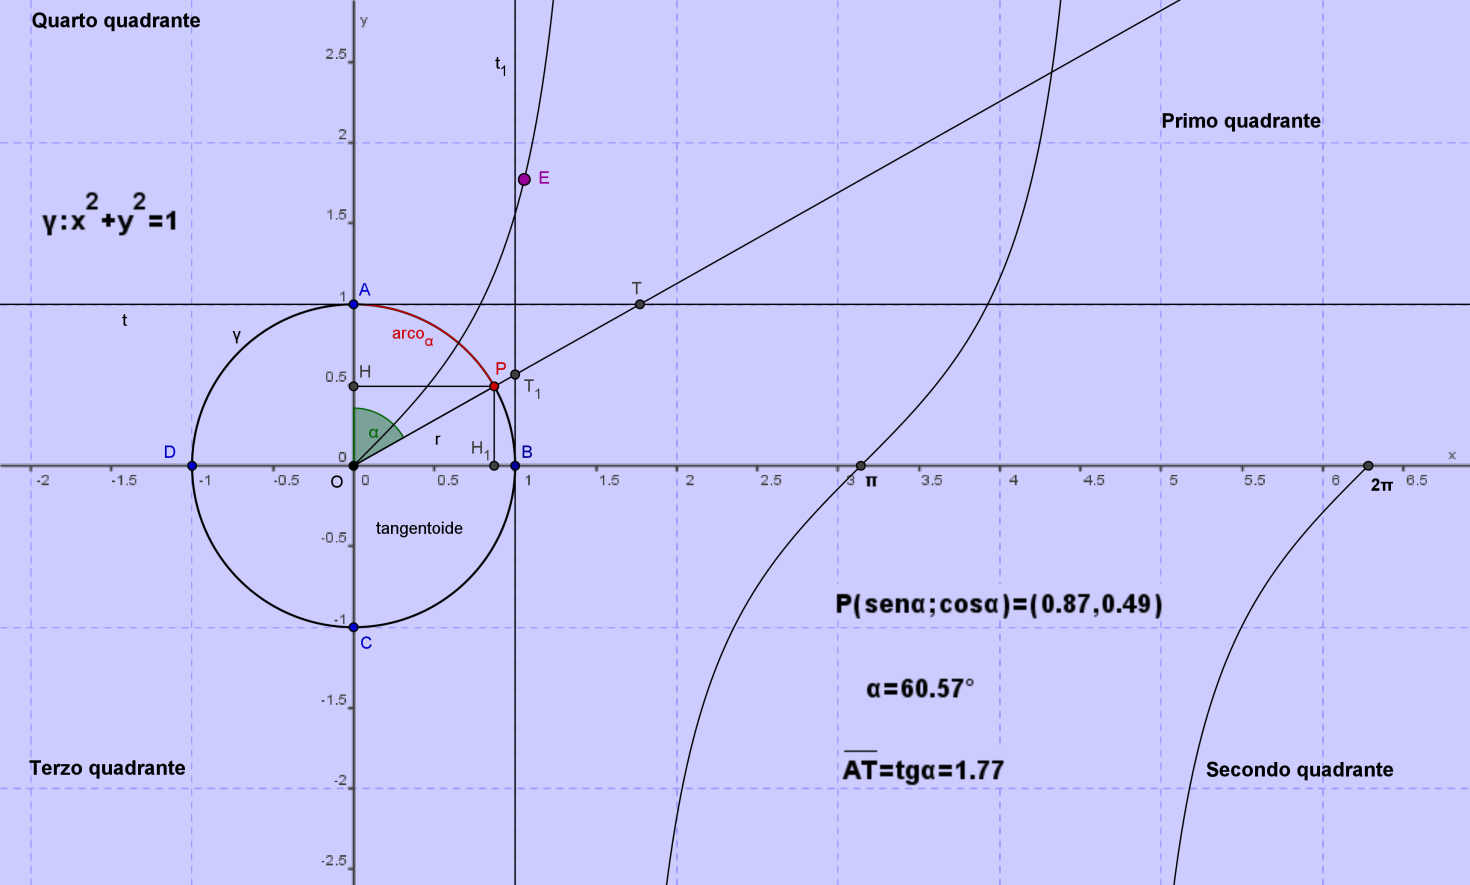 Quarto quadrante
y
2.5
t1
2
Primo quadrante
E
γ:x²+y²=1
1.5
A
1
T
t
γ
arcoα
H
0.5
P
T1
α
r
D
0
H1
B
x
-2 -1.5 -1 -0.5 O 0 0.5 1 1.5 2 2.5 3 π 3.5 4 4.5 5 5.5 6 2π 6.5
tangentoide
-0.5
P(senα;cosα)=(0.87,0.49)
-1
C
α=60.57°
-1.5
Terzo quadrante
AT=tgα=1.77
Secondo quadrante
-2
-2.5